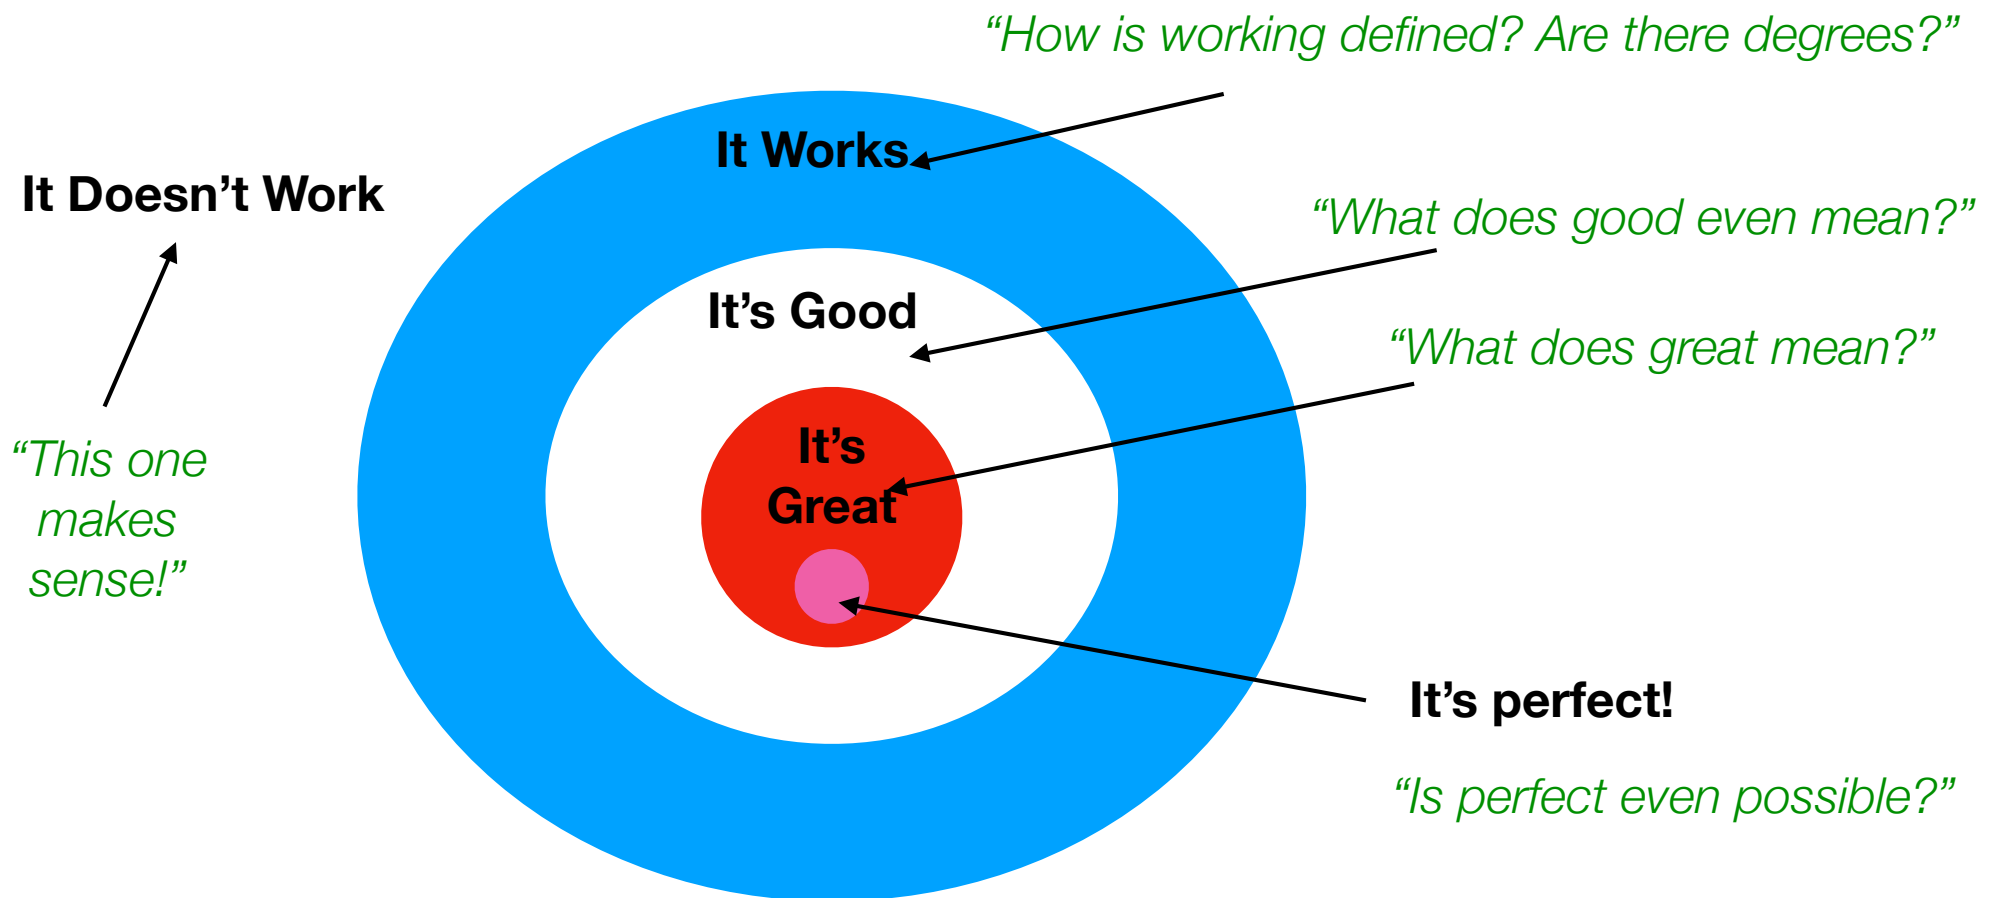 “How is working defined? Are there degrees?”
It Works
It Doesn’t Work
“What does good even mean?”
It’s Good
“What does great mean?”
It’s
Great
“This one
makes
sense!”
It’s perfect!
“Is perfect even possible?”